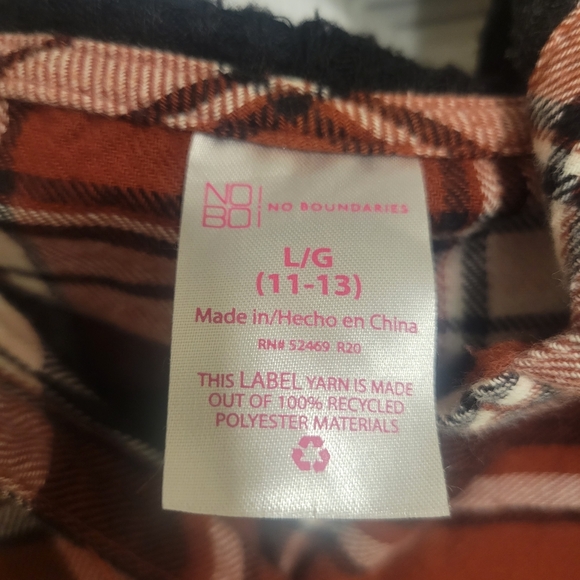 NO
BO
NO BOUNDARIES
L/G
(11-13)
Made in/Hecho en China
RN# 52469 R20
THIS LABEL YARN IS MADE
OUT OF 100% RECYCLED
POLYESTER MATERIALS